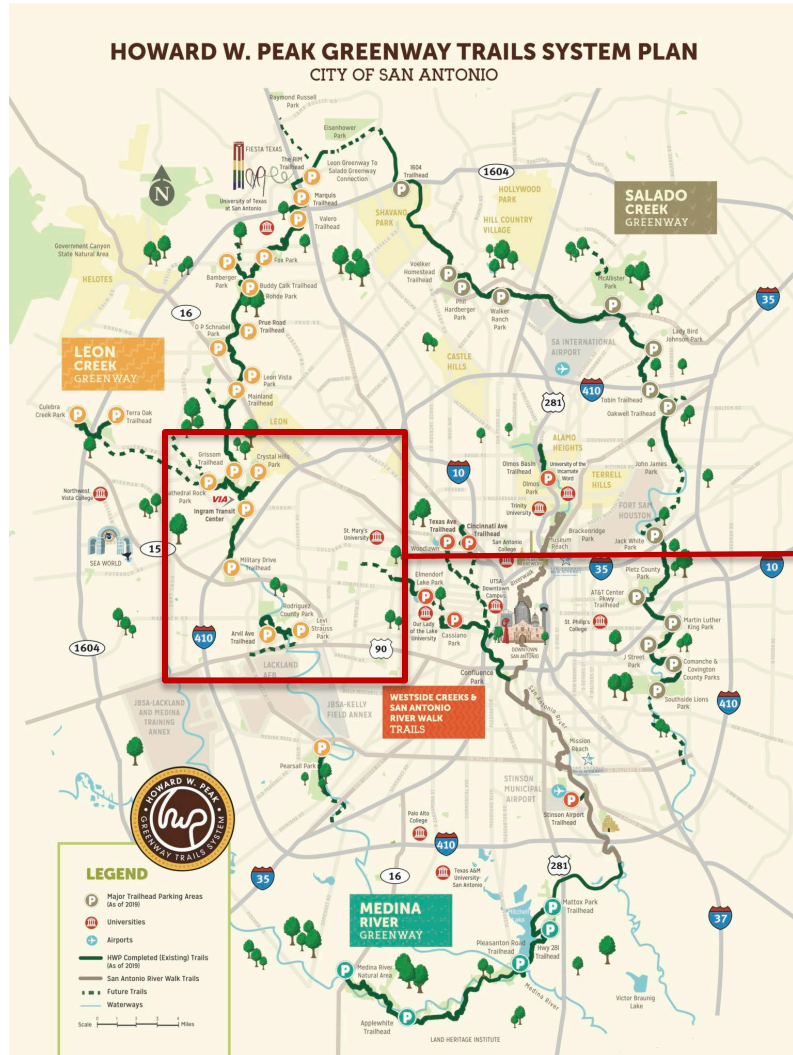 HOWARD W. PEAK GREENWAY TRAILS SYSTEM PLAN
CITY OF SAN ANTONIO
Raymond Russell
Park
Eisenhower
Park
FIESTA TEXAS
The RIM
Trailhead
Leon Greenway To
Salado Greenway
Connection
1604
Trailhead
1604
N
University of Texas
at San Antonio
Marquis
Trailhead
HOLLYWOOD
PARK
SHAVANO
PARK
HILL COUNTRY
VILLAGE
SALADO
CREEK
GREENWAY
Valero
Trailhead
Government Canyon
State Natural Area
HELOTES
Fox Park
Bamberger
Park
Buddy Calk Trailhead
Rohde Park
Voelker
Homestead
Trailhead
Phil
Hardberger
Park
Walker
Ranch
Park
McAllister
Park
35
16
O P Schnabel
Park
Prue Road
Trailhead
SA INTERNATIONAL
AIRPORT
Lady Bird
Johnson Park
LEON
CREEK
GREENWAY
CASTLE
HILLS
Leon Vista
Park
Mainland
Trailhead
410
281
Tobin Trailhead
Oakwell Trailhead
Culebra
Creek Park
Terra Oak
Trailhead
LEON
ALAMO
HEIGHTS
Grissom
Trailhead
Crystal Hills
Park
10
Olmos Basin
Trailhead
University of the
Incarnate
Word
John James
Park
Olmos
Park
TERRELL
HILLS
Cathedral Rock
Park
VIA
Ingram Transit
Center
Northwest
Vista College
Trinity
University
FORT SAM
HOUSTON
St. Mary's
University
Texas Ave
Trailhead
Cincinnati Ave
Trailhead
Brackenridge
Park
SEA WORLD
15
Woodlawn
San Antonio
College
Museum
Reach
Jack White
Park
Military Drive
Trailhead
Elmendorf
Lake Park
UTSA
Downtown
Campus
Riverwalk
35
10
Pletz County
Park
AT&T Center
Pkwy
Trailhead
Rodriguez
County Park
Levi
Strauss
Park
Arvil Ave
Trailhead
410
Our Lady
of the Lake
University
Cassiano
Park
DOWNTOWN
SAN ANTONIO
St. Philip's
College
Martin Luther
King Park
1604
90
J Street
Park
Comanche &
Covington
County Parks
LACKLAND
AFB
Confluence
Park
JBSA-LACKLAND
AND MEDINA
TRAINING
ANNEX
JBSA-KELLY
FIELD ANNEX
WESTSIDE CREEKS &
SAN ANTONIO
RIVER WALK
TRAILS
San Antonio River
Southside Lions
Park
410
Pearsall Park
Mission
Reach
HOWARD W. PEAK
hwp
GREENWAY TRAILS SYSTEM
STINSON
MUNICIPAL
AIRPORT
Stinson Airport
Trailhead
Palo Alto
College
410
281
LEGEND
Major Trailhead Parking Areas
(As of 2019)
Universities
Airports
HWP Completed (Existing) Trails
(As of 2019)
San Antonio River Walk Trails
Future Trails
Waterways
Scale
Miles
35
16
Texas A&M
University-
San Antonio
MEDINA
RIVER
GREENWAY
Mitchell
Lake
Mattox Park
Trailhead
37
Pleasanton Road
Trailhead
Hwy 281
Trailhead
Medina River
Natural Area
Medina River
Victor Braunig
Lake
Applewhite
Trailhead
LAND HERITAGE INSTITUTE